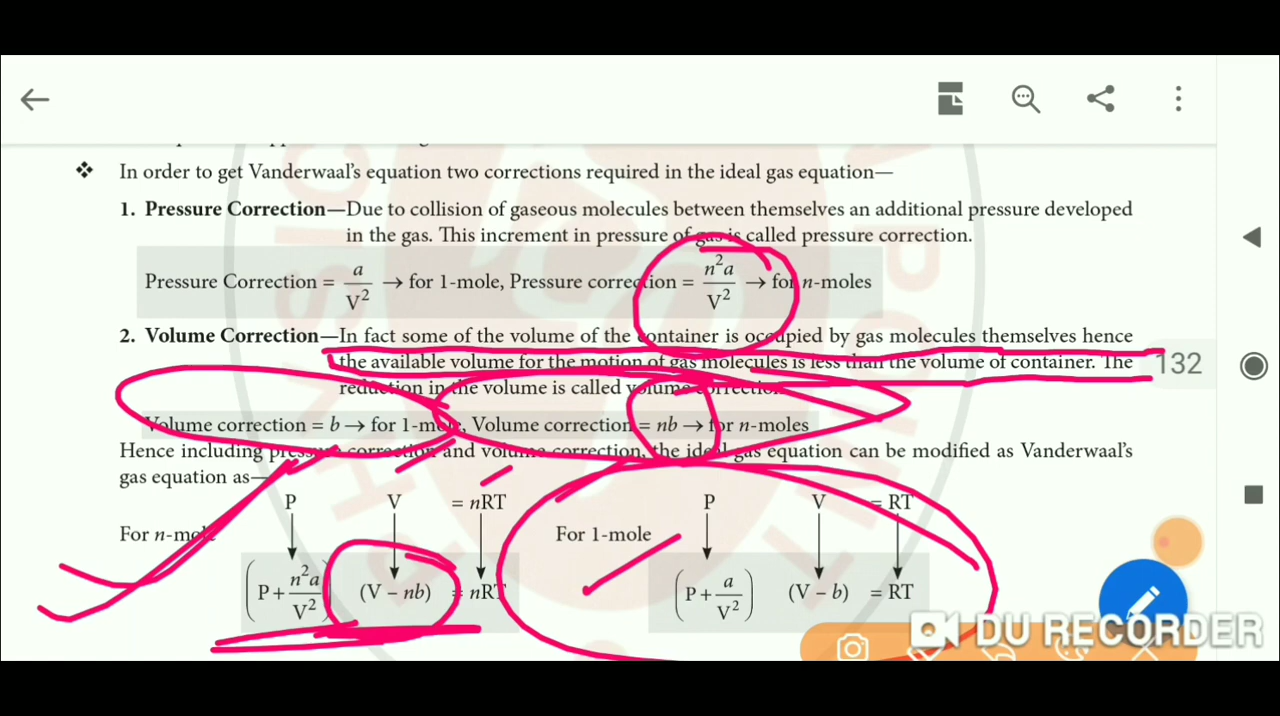 ❖ In order to get Vanderwaal's equation two corrections required in the ideal gas equation—
1. Pressure Correction—Due to collision of gaseous molecules between themselves an additional pressure developed
in the gas. This increment in pressure of gas is called pressure correction.
Pressure Correction = a/V² → for 1-mole, Pressure correction = n²a/V² → for n-moles
2. Volume Correction—In fact some of the volume of the container is occupied by gas molecules themselves hence
the available volume for the motion of gas molecules is less than the volume of container. The
132
reduction in the volume is called volume correction.
Volume correction = b → for 1-mole, Volume correction = nb → for n-moles
Hence including pressure correction and volume correction, the ideal gas equation can be modified as Vanderwaal's
gas equation as—
P V = nRT P V = RT
For n-mole For 1-mole
(P + n²a/V²) (V – nb) = nRT (P + a/V²) (V – b) = RT
DU RECORDER